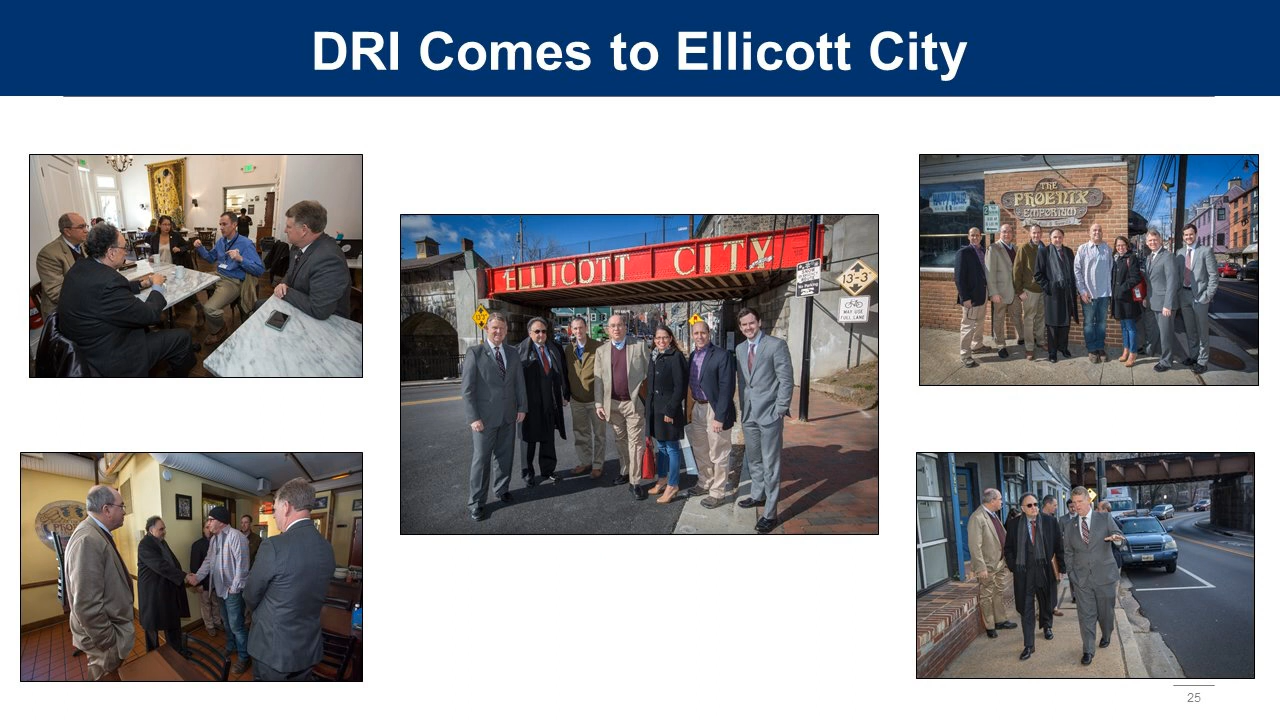 DRI Comes to Ellicott City
ELLICOTT CITY
13-3
MAY USE
FULL LANE
THE
PHOENIX
EMPORIUM
25